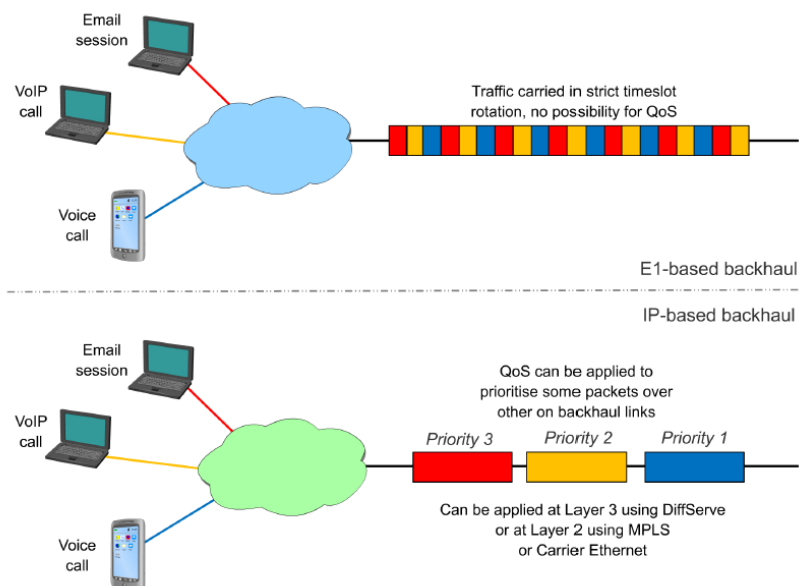 Email
session
VoIP
call
Voice
call
Traffic carried in strict timeslot
rotation, no possibility for QoS
E1-based backhaul
IP-based backhaul
Email
session
VoIP
call
Voice
call
QoS can be applied to
prioritise some packets over
other on backhaul links
Priority 3
Priority 2
Priority 1
Can be applied at Layer 3 using DiffServe
or at Layer 2 using MPLS
or Carrier Ethernet